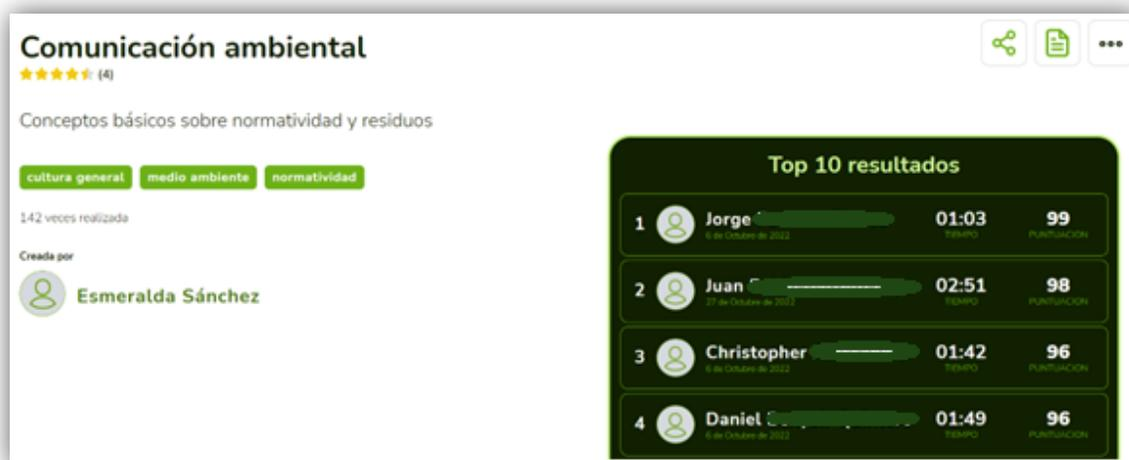 Comunicación ambiental
(4)
Conceptos básicos sobre normatividad y residuos
cultura general medio ambiente normatividad
142 veces realizada
Creada por
Esmeralda Sánchez
Top 10 resultados
1 Jorge 01:03 99
6 de Octubre de 2022 TIEMPO PUNTUACION
2 Juan 02:51 98
27 de Octubre de 2022 TIEMPO PUNTUACION
3 Christopher 01:42 96
6 de Octubre de 2022 TIEMPO PUNTUACION
4 Daniel 01:49 96
6 de Octubre de 2022 TIEMPO PUNTUACION